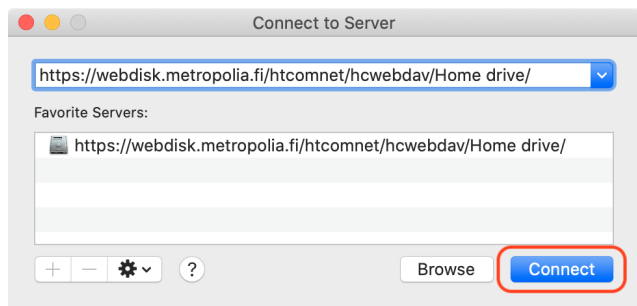 Connect to Server
https://webdisk.metropolia.fi/htcomnet/hcwebdav/Home drive/
Favorite Servers:
https://webdisk.metropolia.fi/htcomnet/hcwebdav/Home drive/
+ − ?
Browse Connect